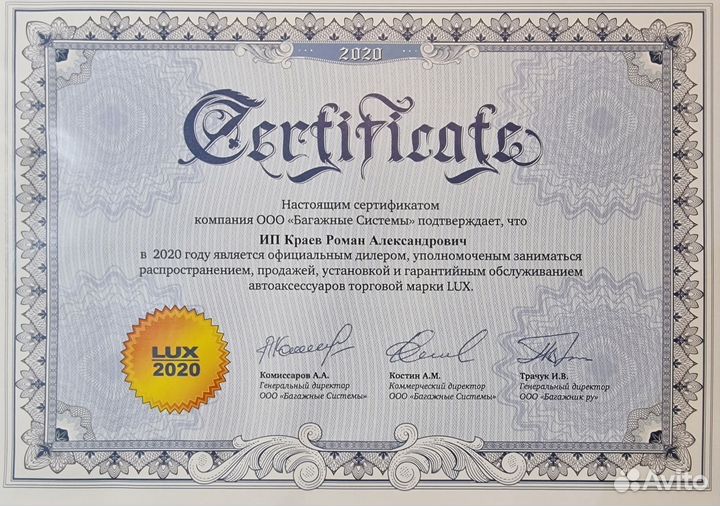 2020
Certificate
Настоящим сертификатом
компания ООО «Багажные Системы» подтверждает, что
ИП Краев Роман Александрович
в 2020 году является официальным дилером, уполномоченым заниматься
распространением, продажей, установкой и гарантийным обслуживанием
автоаксессуаров торговой марки LUX.
LUX
2020
Комиссаров А.А.
Генеральный директор
ООО «Багажные Системы»
Костин А.М.
Коммерческий директор
ООО «Багажные Системы»
Трачук И.В.
Генеральный директор
ООО «Багажник ру»
Avito